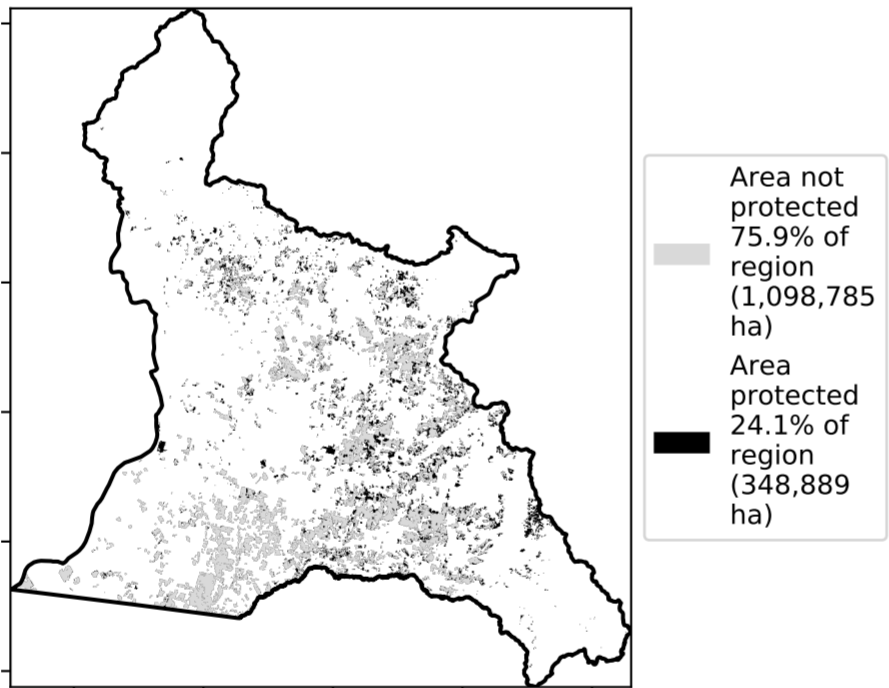 Area not
protected
75.9% of
region
(1,098,785
ha)
Area
protected
24.1% of
region
(348,889
ha)